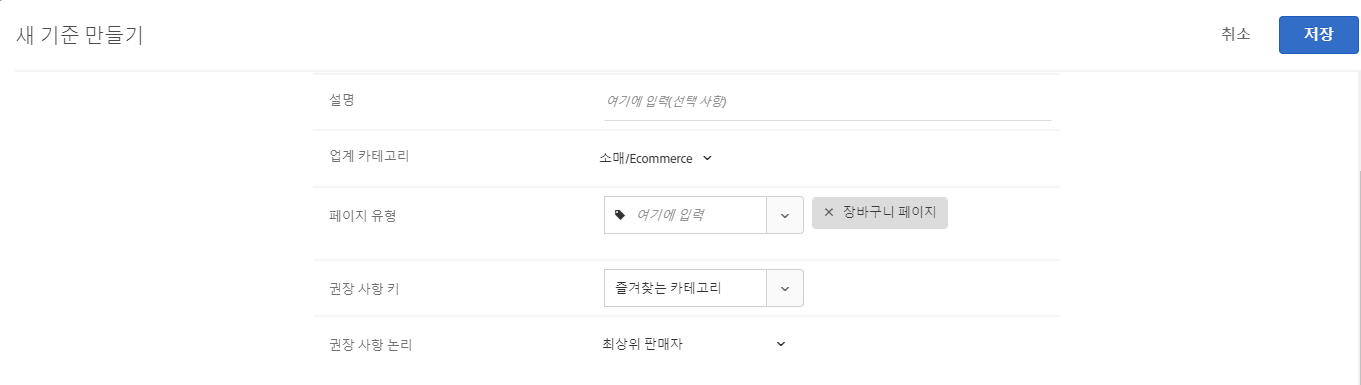 새 기준 만들기
취소
저장
설명
여기에 입력(선택 사항)
업계 카테고리
소매/Ecommerce
페이지 유형
여기에 입력
장바구니 페이지
권장 사항 키
즐겨찾는 카테고리
권장 사항 논리
최상위 판매자